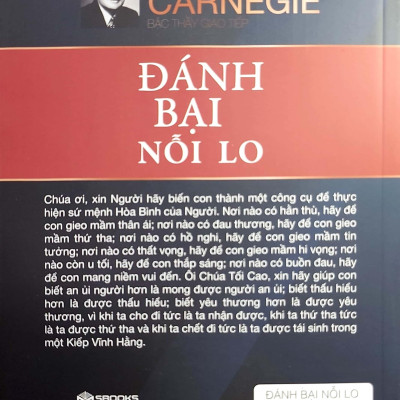 CARNEGIE
BẬC THẦY GIAO TIẾP
ĐÁNH
BẠI
NỖI LO
Chúa ơi, xin Người hãy biến con thành một công cụ để thực
hiện sứ mệnh Hòa Bình của Người. Nơi nào có hằn thù, hãy để
con gieo mầm thân ái; nơi nào có đau thương, hãy để con gieo
mầm thứ tha; nơi nào có hồ nghi, hãy để con gieo mầm tin
tưởng; nơi nào có thất vọng, hãy để con gieo mầm hi vọng; nơi
nào còn u tối, hãy để con thắp sáng; nơi nào có buồn đau, hãy
để con mang niềm vui đến. Ôi Chúa Tối Cao, xin hãy giúp con
biết an ủi người hơn là mong được người an ủi; biết thấu hiểu
hơn là được thấu hiểu; biết yêu thương hơn là được yêu
thương, vì khi ta cho đi tức là ta nhận được, khi ta thứ tha tức
là ta được thứ tha và khi ta chết đi tức là ta được tái sinh trong
một Kiếp Vĩnh Hằng.
SBOOKS
ĐÁNH BẠI NỖI LO